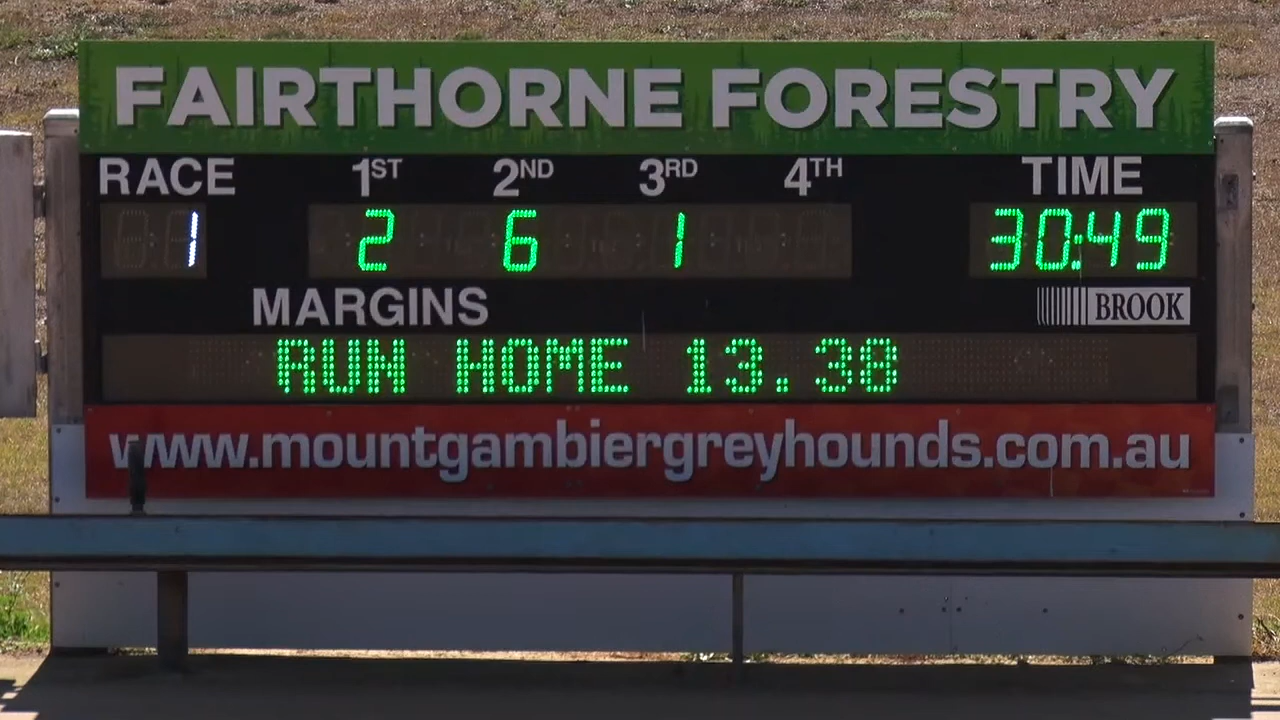 FAIRTHORNE FORESTRY
RACE 1ST 2ND 3RD 4TH TIME
1 2 6 1 30:49
MARGINS BROOK
RUN HOME 13.38
www.mountgambiergreyhounds.com.au